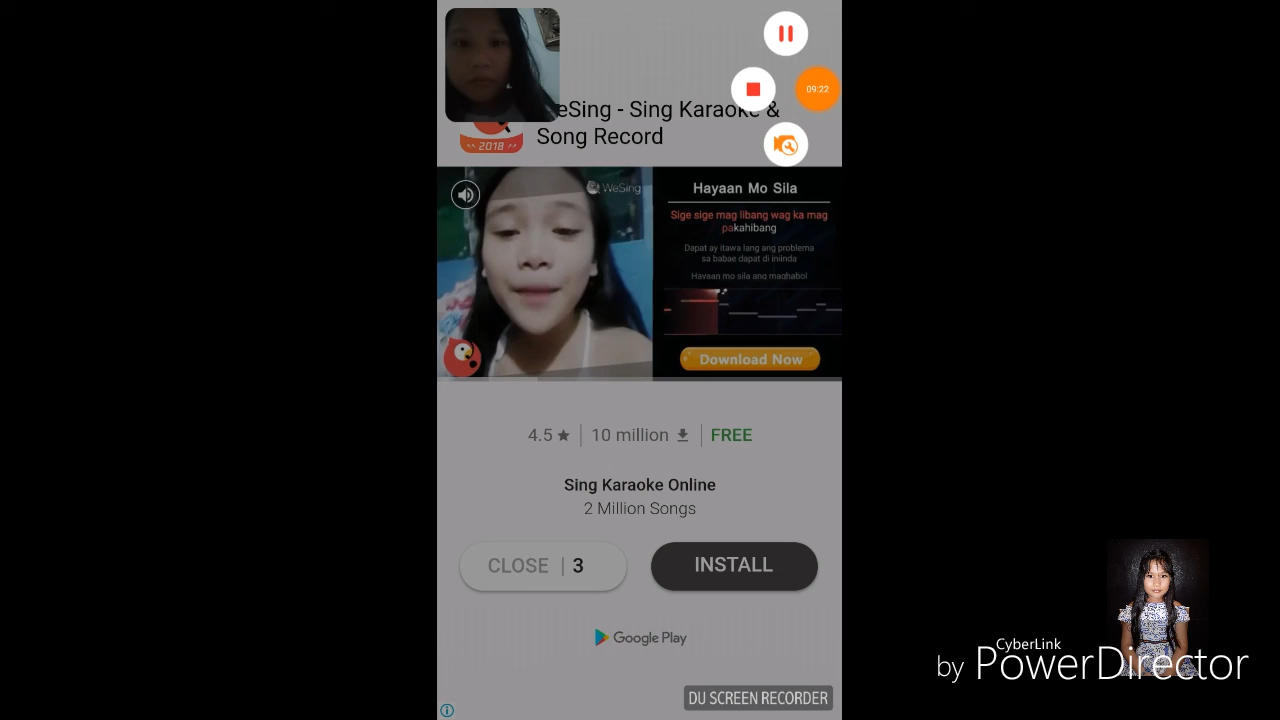 09:22
eSing - Sing Karaoke &
Song Record
2018
WeSing
Hayaan Mo Sila
Sige sige mag libang wag ka mag
pakahibang
Dapat ay itawa lang ang problema
sa babae dapat di iniinda
Hayaan mo sila ang maghabol
Download Now
4.5 ★ | 10 million | FREE
Sing Karaoke Online
2 Million Songs
CLOSE | 3
INSTALL
Google Play
DU SCREEN RECORDER
CyberLink
by PowerDirector